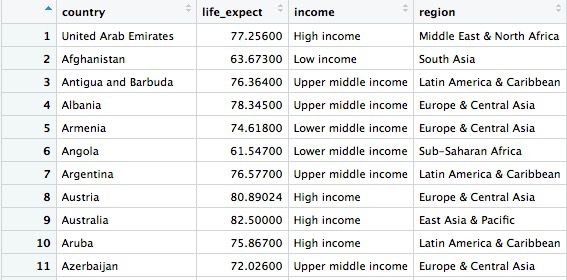 country life_expect income region
1 United Arab Emirates 77.25600 High income Middle East & North Africa
2 Afghanistan 63.67300 Low income South Asia
3 Antigua and Barbuda 76.36400 Upper middle income Latin America & Caribbean
4 Albania 78.34500 Upper middle income Europe & Central Asia
5 Armenia 74.61800 Lower middle income Europe & Central Asia
6 Angola 61.54700 Lower middle income Sub-Saharan Africa
7 Argentina 76.57700 Upper middle income Latin America & Caribbean
8 Austria 80.89024 High income Europe & Central Asia
9 Australia 82.50000 High income East Asia & Pacific
10 Aruba 75.86700 High income Latin America & Caribbean
11 Azerbaijan 72.02600 Upper middle income Europe & Central Asia